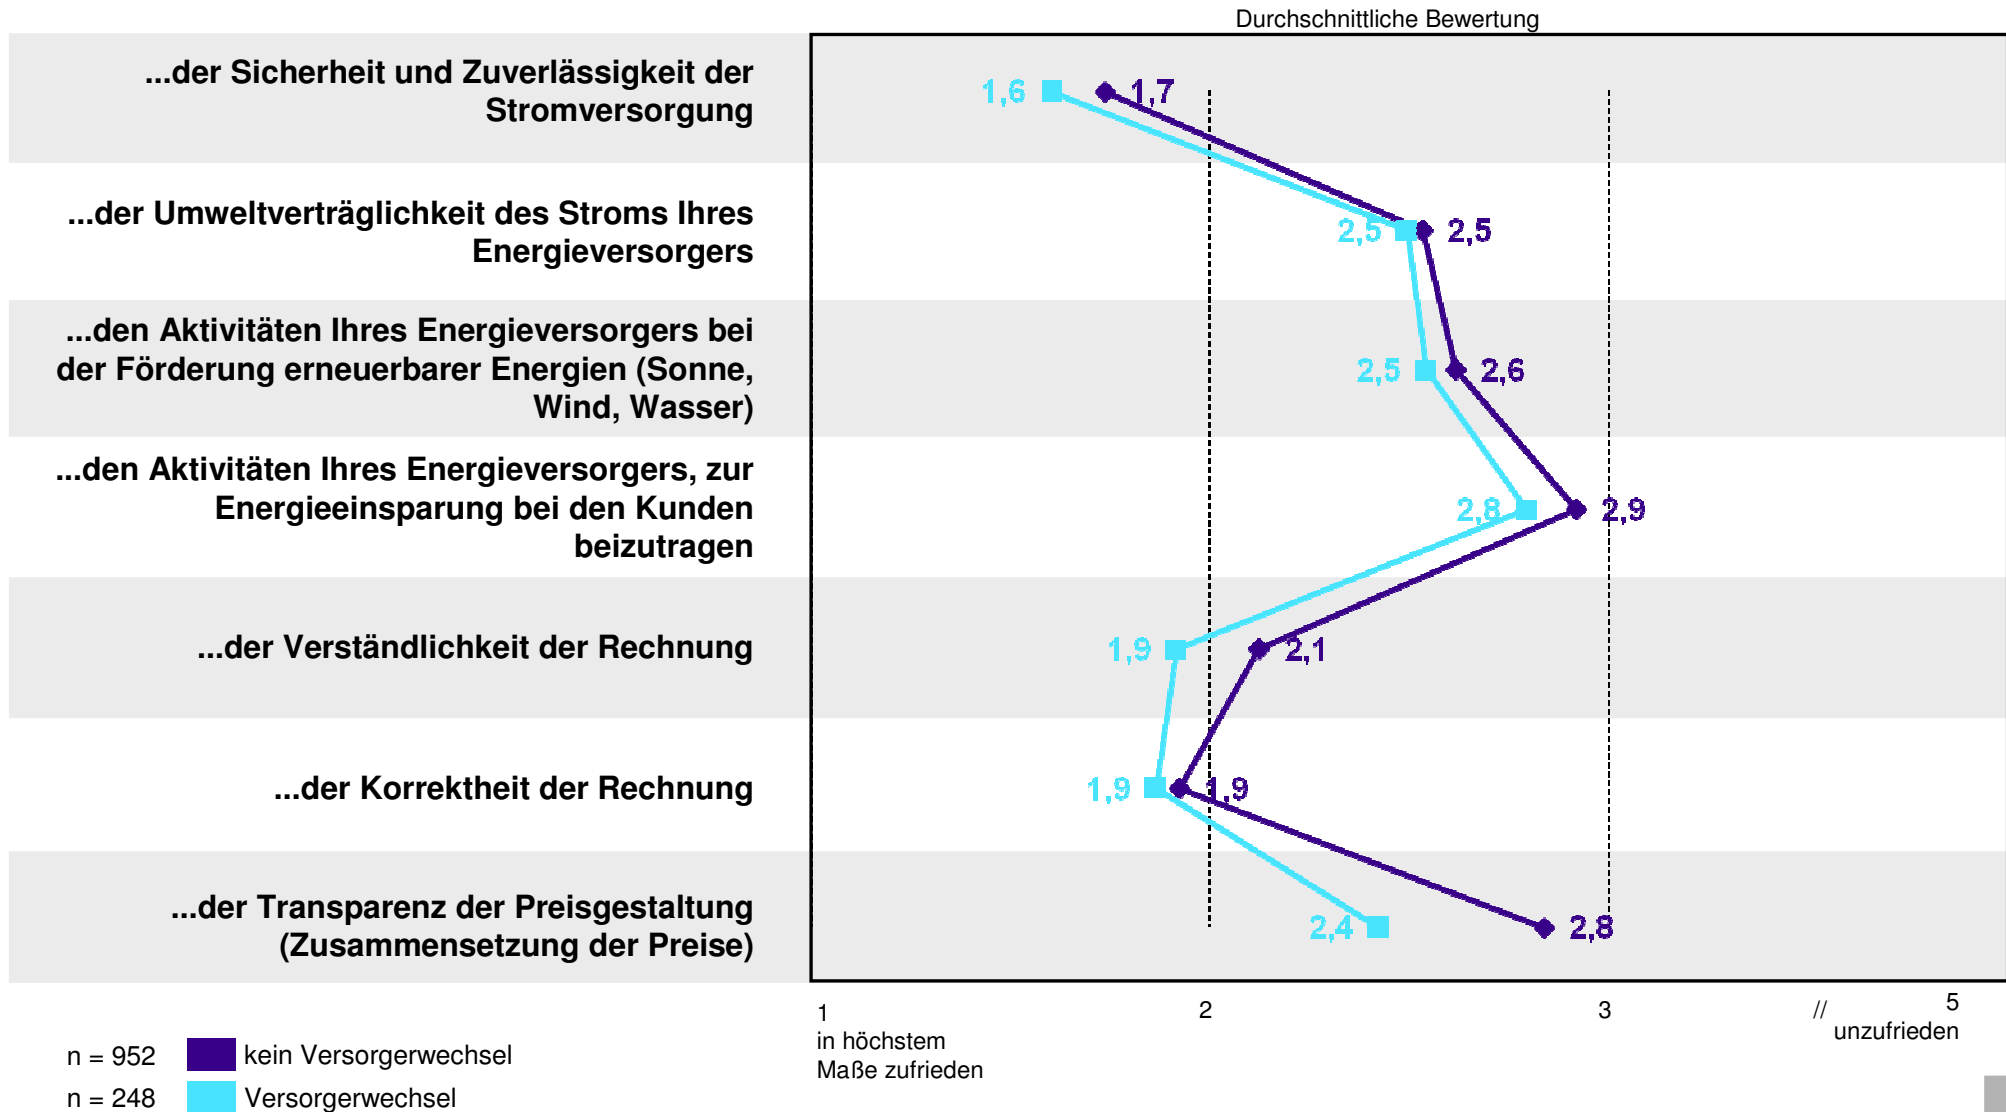 Durchschnittliche Bewertung
...der Sicherheit und Zuverlässigkeit der
Stromversorgung
1,6
1,7
...der Umweltverträglichkeit des Stroms Ihres
Energieversorgers
2,5
2,5
...den Aktivitäten Ihres Energieversorgers bei
der Förderung erneuerbarer Energien (Sonne,
Wind, Wasser)
2,5
2,6
...den Aktivitäten Ihres Energieversorgers, zur
Energieeinsparung bei den Kunden
beizutragen
2,8
2,9
...der Verständlichkeit der Rechnung
1,9
2,1
...der Korrektheit der Rechnung
1,9
1,9
...der Transparenz der Preisgestaltung
(Zusammensetzung der Preise)
2,4
2,8
1
in höchstem
Maße zufrieden
2
3
//
5
unzufrieden
n = 952 kein Versorgerwechsel
n = 248 Versorgerwechsel